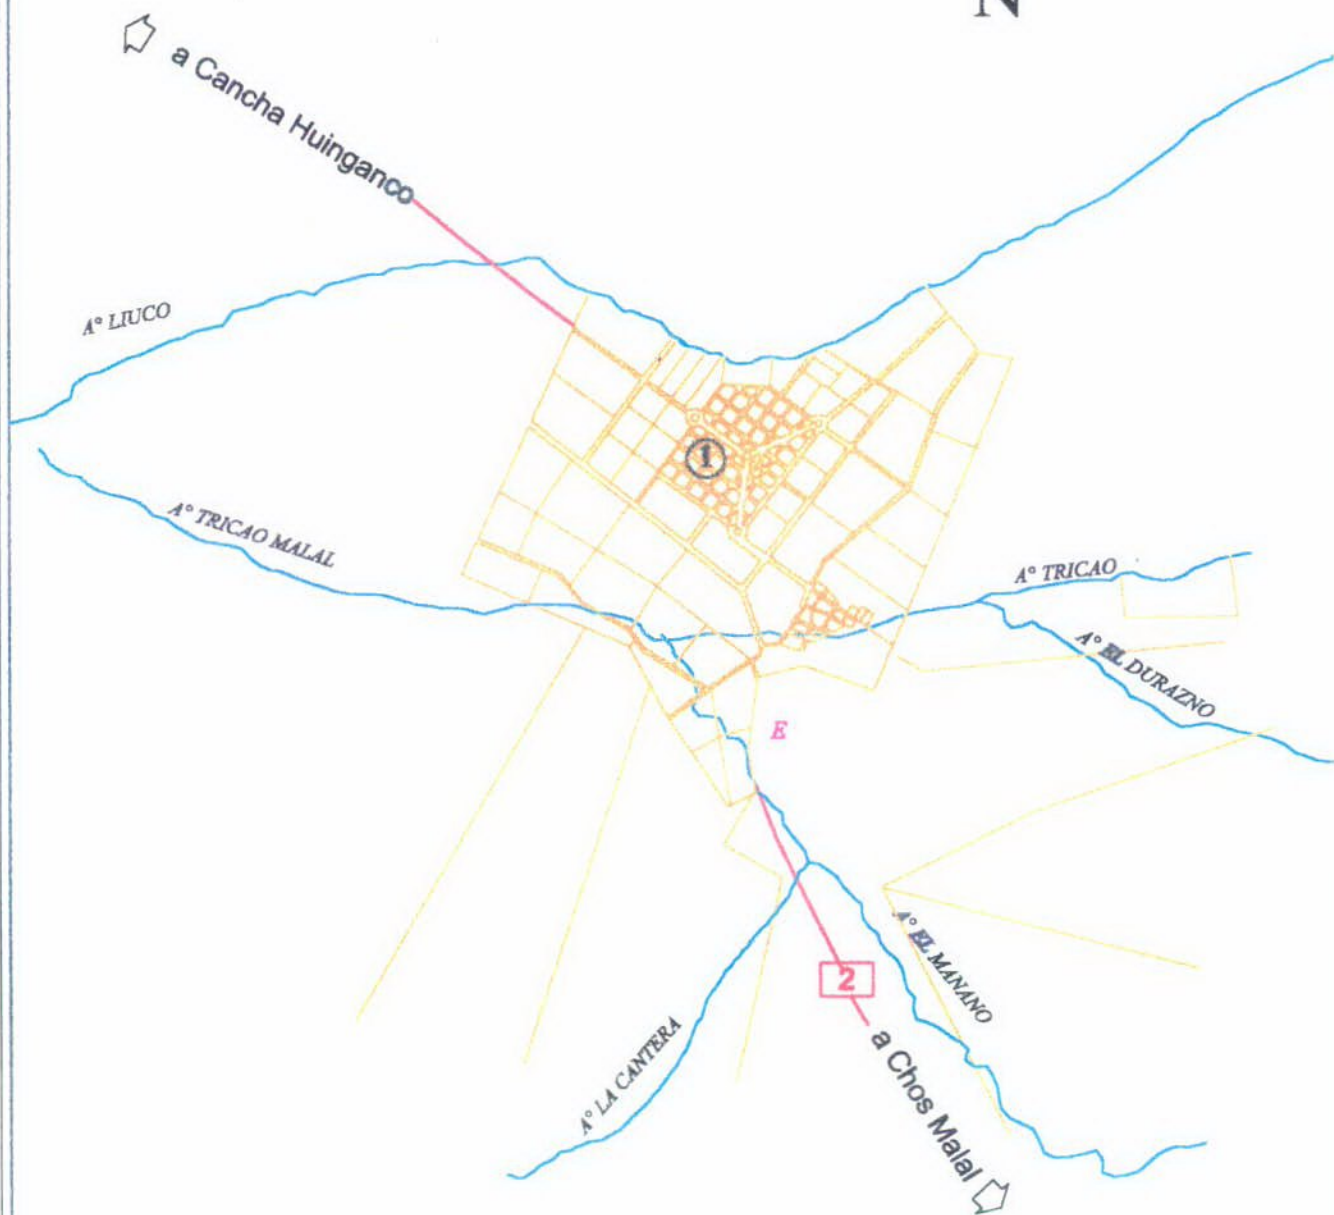 N
a Cancha Huinganco
A° LIUCO
1
A° TRICAO MALAL
A° TRICAO
A° EL DURAZNO
E
A° EL MANANO
2
A° LA CANTERA
a Chos Malal